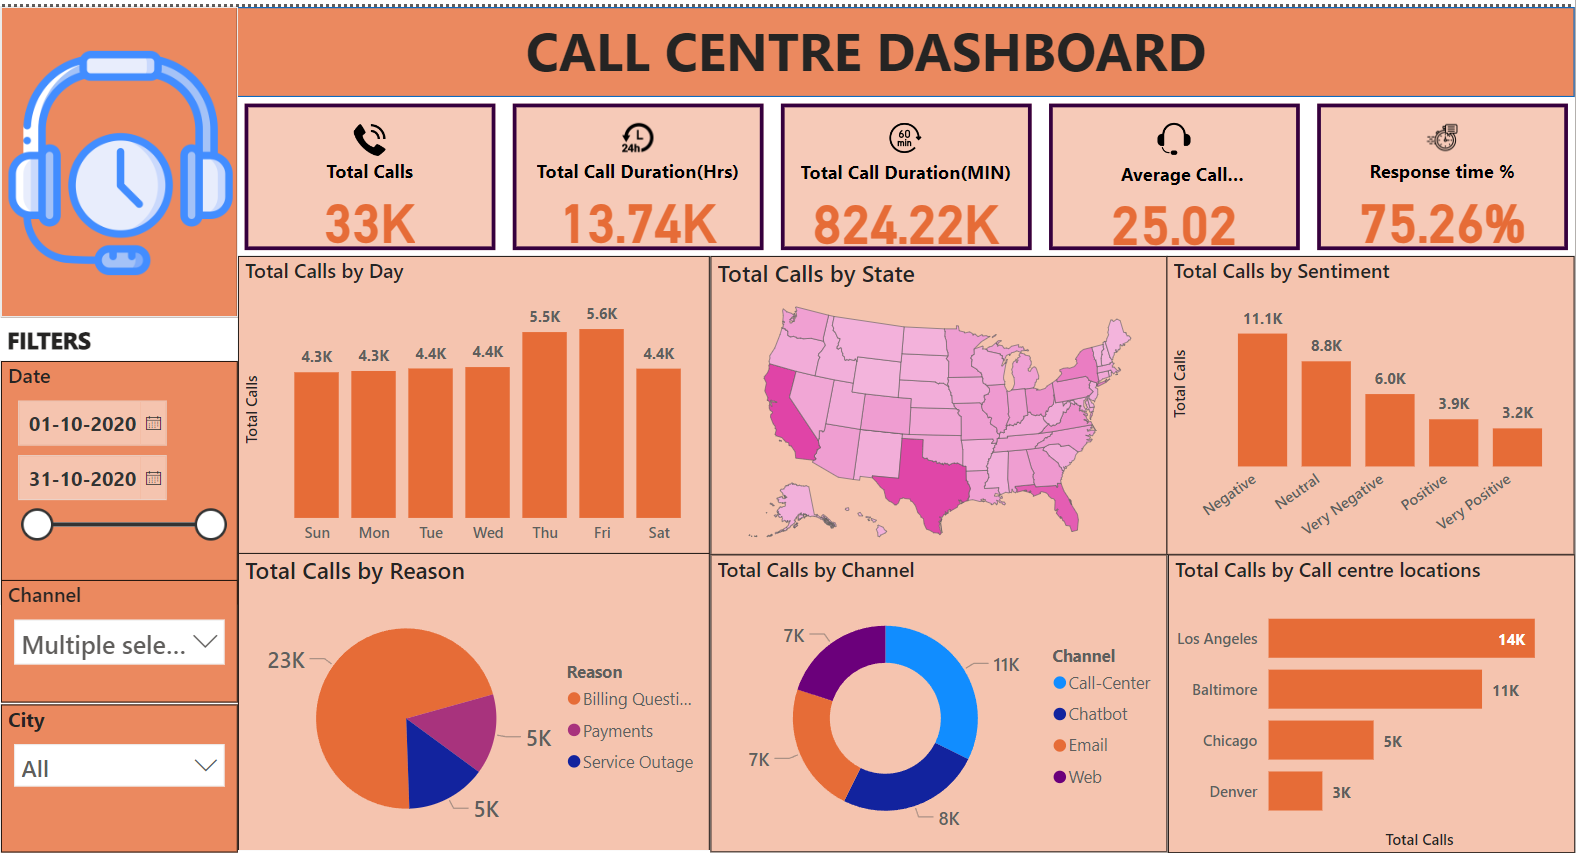 CALL CENTRE DASHBOARD
Total Calls
33K
24h
Total Call Duration(Hrs)
13.74K
60
min
Total Call Duration(MIN)
824.22K
Average Call...
25.02
Response time %
75.26%
FILTERS
Date
01-10-2020
31-10-2020
Channel
Multiple sele...
City
All
Total Calls by Day
Total Calls
4.3K
4.3K
4.4K
4.4K
5.5K
5.6K
4.4K
Sun
Mon
Tue
Wed
Thu
Fri
Sat
Total Calls by State
Total Calls by Sentiment
Total Calls
11.1K
8.8K
6.0K
3.9K
3.2K
Negative
Neutral
Very Negative
Positive
Very Positive
Total Calls by Reason
23K
5K
5K
Reason
Billing Questi...
Payments
Service Outage
Total Calls by Channel
7K
11K
7K
8K
Channel
Call-Center
Chatbot
Email
Web
Total Calls by Call centre locations
Los Angeles
14K
Baltimore
11K
Chicago
5K
Denver
3K
Total Calls